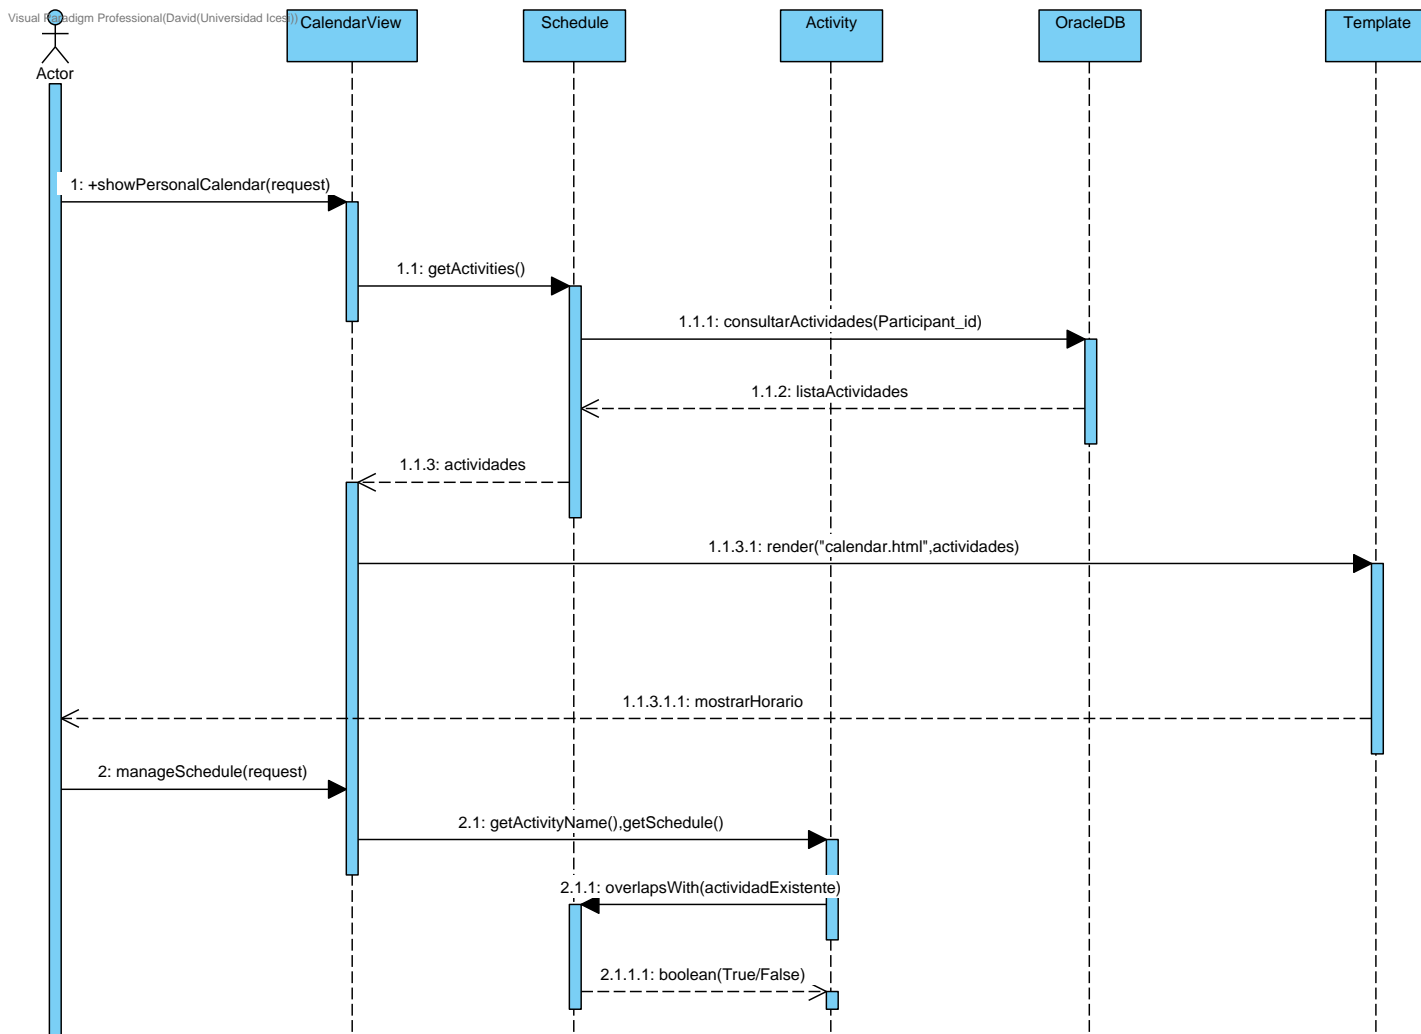 Visual Paradigm Professional(David(Universidad Icesi))
Actor
CalendarView
Schedule
Activity
OracleDB
Template
1: +showPersonalCalendar(request)
1.1: getActivities()
1.1.1: consultarActividades(Participant_id)
1.1.2: listaActividades
1.1.3: actividades
1.1.3.1: render("calendar.html",actividades)
1.1.3.1.1: mostrarHorario
2: manageSchedule(request)
2.1: getActivityName(),getSchedule()
2.1.1: overlapsWith(actividadExistente)
2.1.1.1: boolean(True/False)